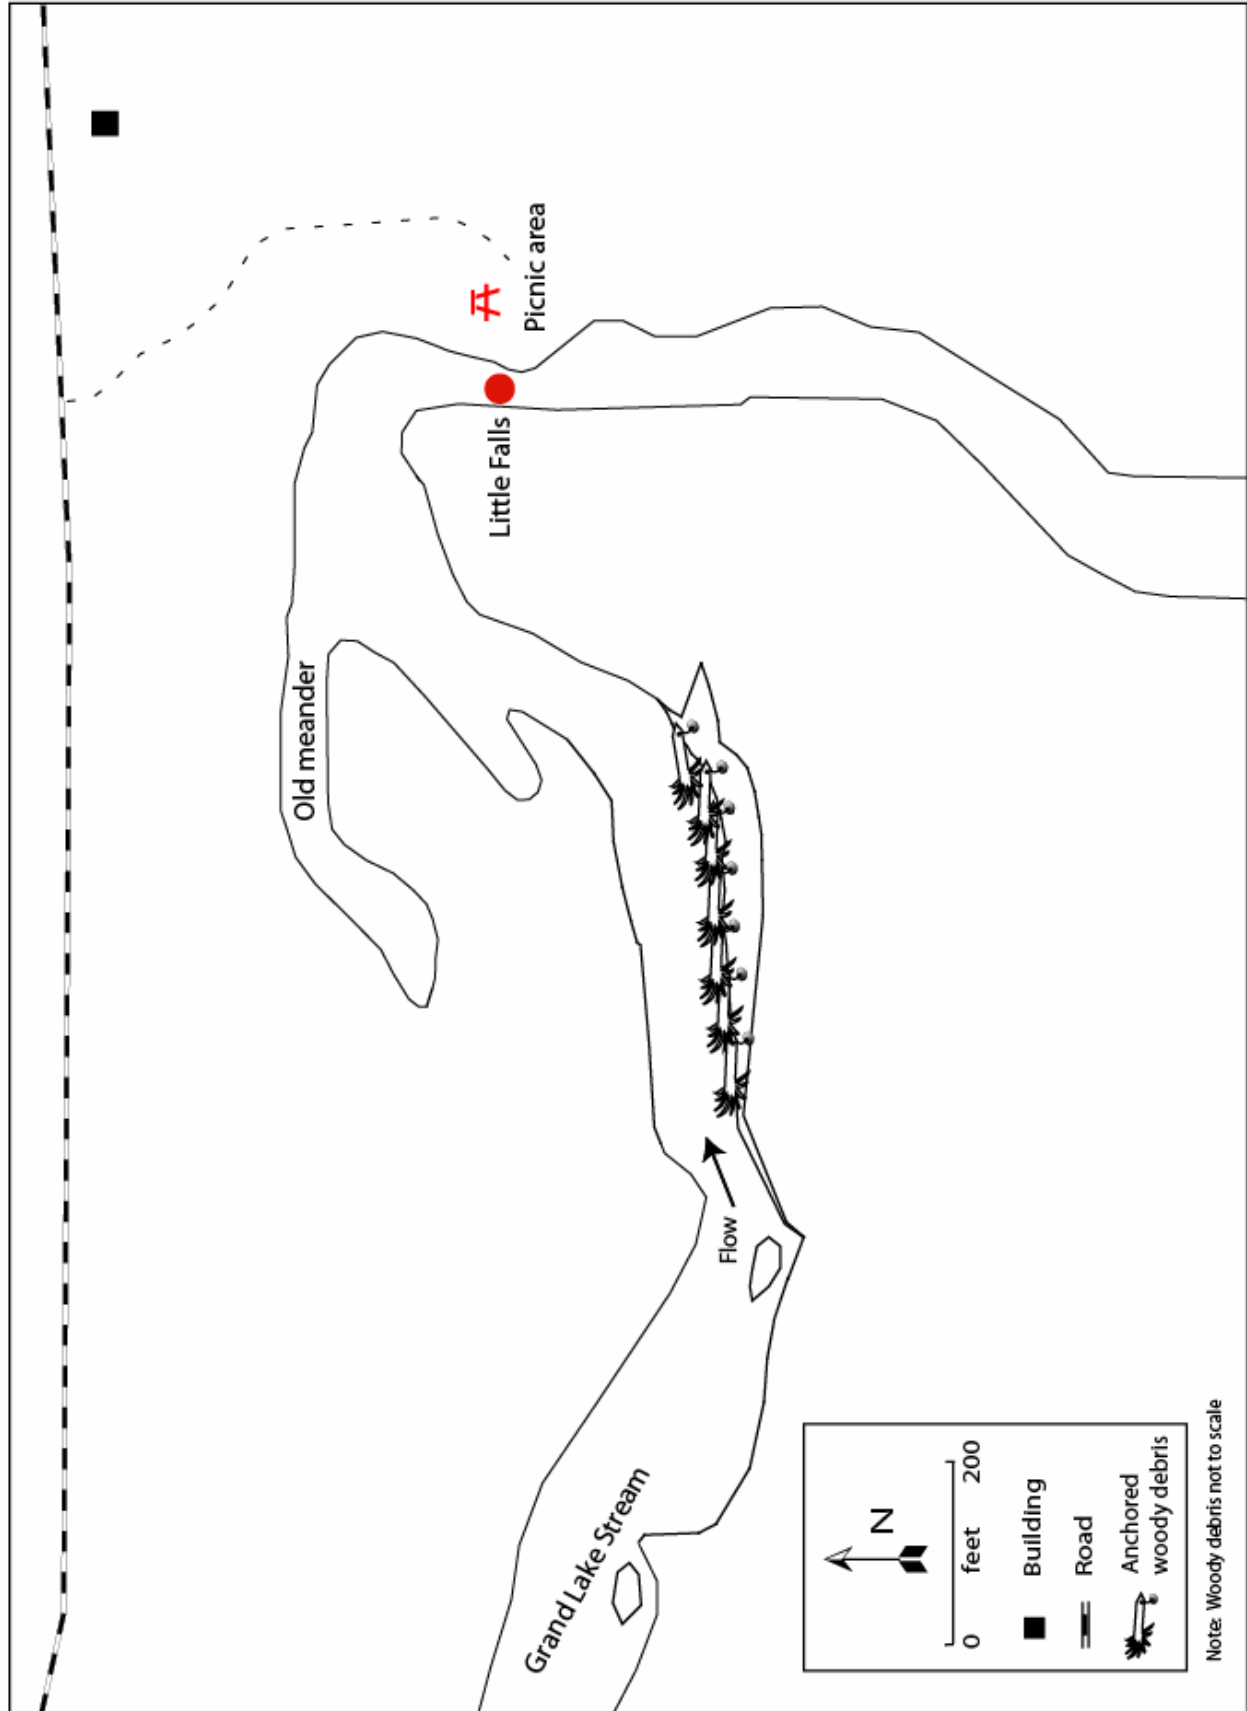 Picnic area
Little Falls
Old meander
Flow
Grand Lake Stream
N
0 feet 200
Building
Road
Anchored
woody debris
Note: Woody debris not to scale